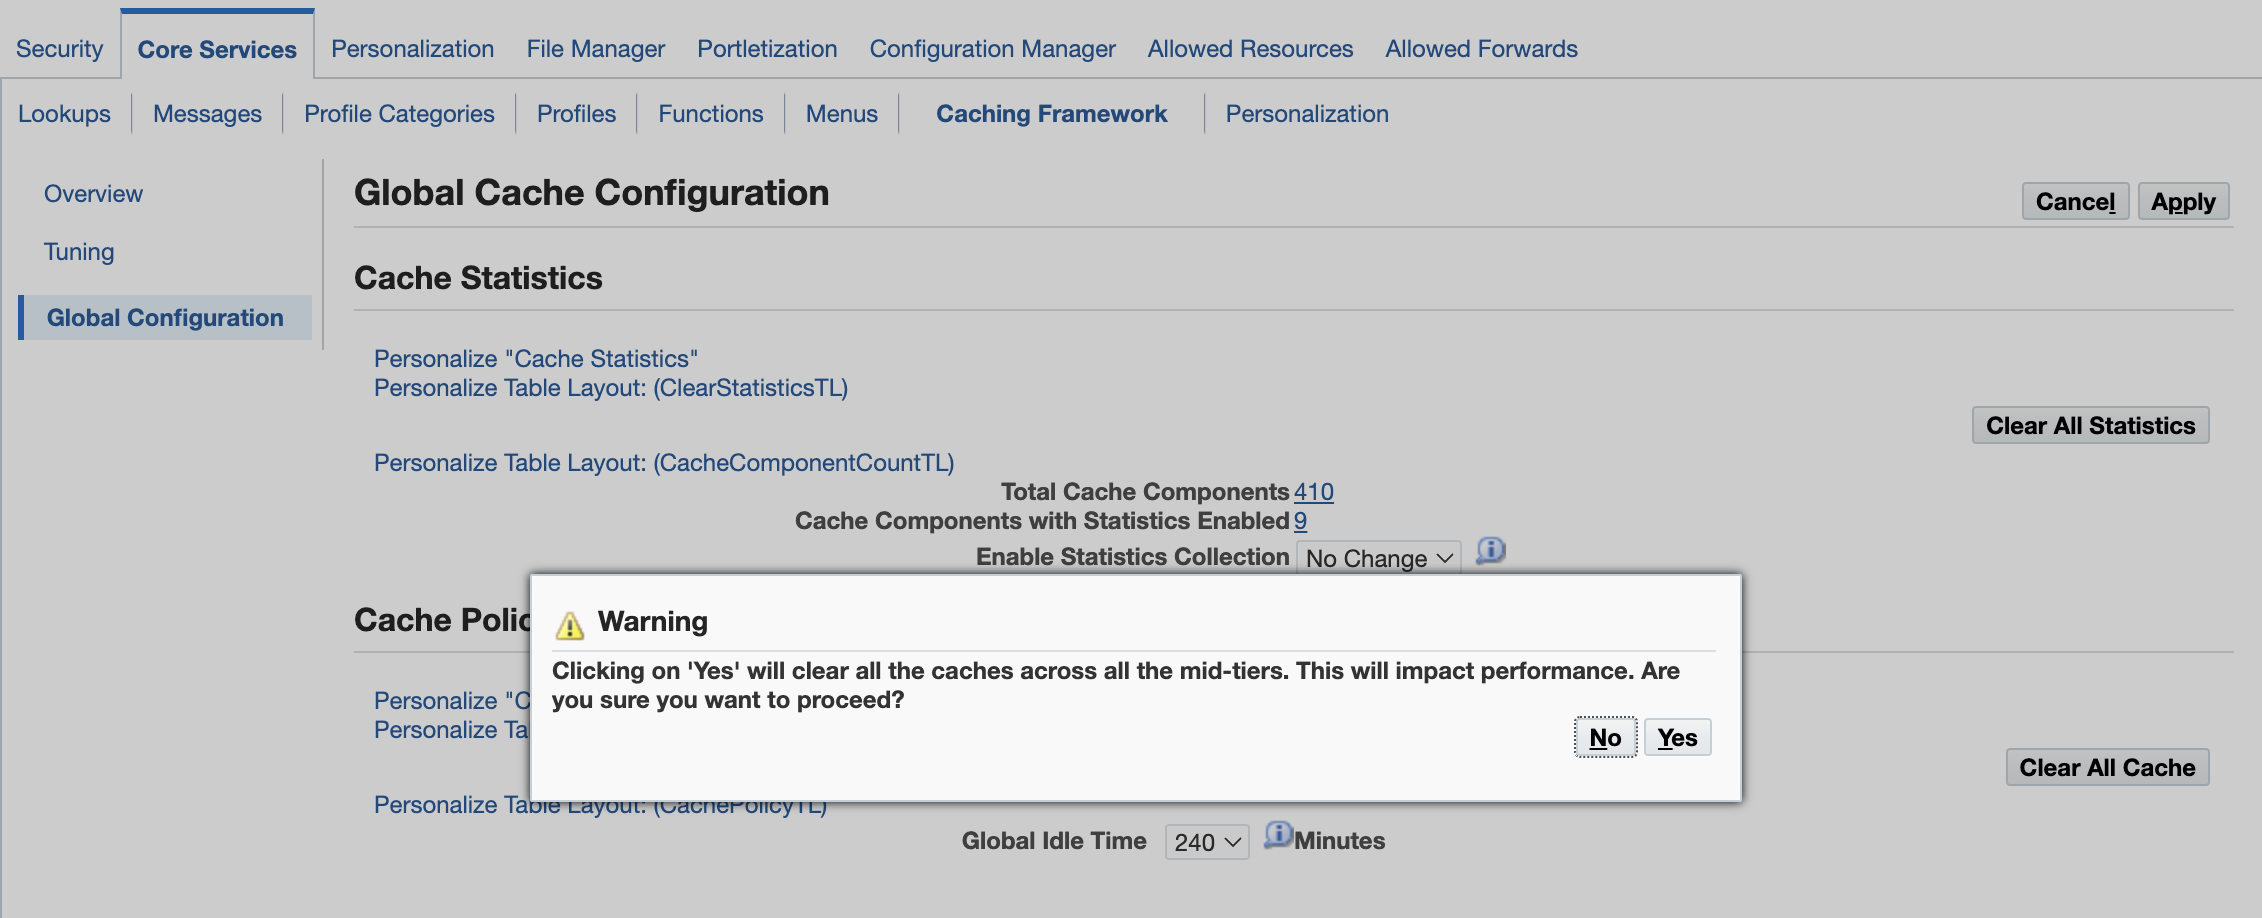 Security Core Services Personalization File Manager Portletization Configuration Manager Allowed Resources Allowed Forwards
Lookups Messages Profile Categories Profiles Functions Menus Caching Framework Personalization
Overview
Tuning
Global Configuration
Global Cache Configuration
Cancel Apply
Cache Statistics
Personalize "Cache Statistics"
Personalize Table Layout: (ClearStatisticsTL)
Clear All Statistics
Personalize Table Layout: (CacheComponentCountTL)
Total Cache Components 410
Cache Components with Statistics Enabled 9
Enable Statistics Collection No Change
Cache Polic
Warning
Clicking on 'Yes' will clear all the caches across all the mid-tiers. This will impact performance. Are
you sure you want to proceed?
No Yes
Personalize "C
Personalize Ta
Clear All Cache
Personalize Table Layout: (CachePolicyTL)
Global Idle Time 240 Minutes